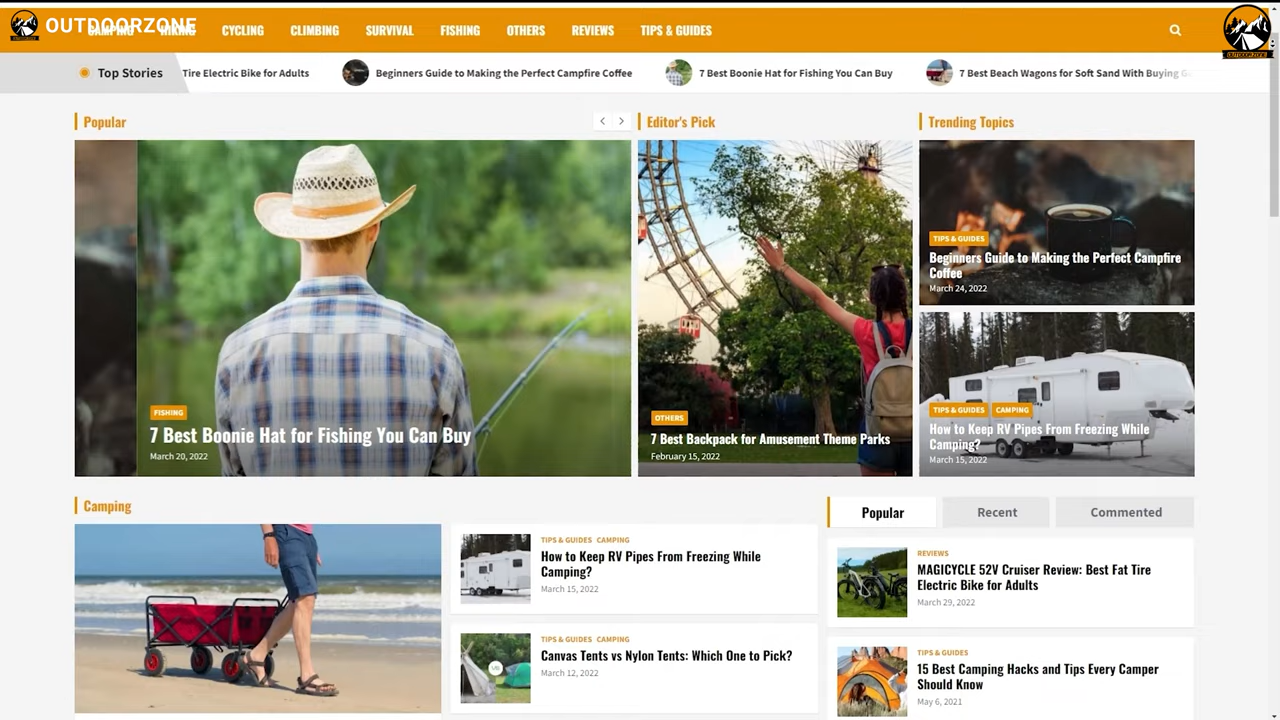 OUTDOORZONE
CAMPING HIKING CYCLING CLIMBING SURVIVAL FISHING OTHERS REVIEWS TIPS & GUIDES
OUTDOORZONE
Top Stories
Tire Electric Bike for Adults
Beginners Guide to Making the Perfect Campfire Coffee
7 Best Boonie Hat for Fishing You Can Buy
7 Best Beach Wagons for Soft Sand With Buying
Popular
Editor's Pick
Trending Topics
FISHING
7 Best Boonie Hat for Fishing You Can Buy
March 20, 2022
OTHERS
7 Best Backpack for Amusement Theme Parks
February 15, 2022
TIPS & GUIDES
Beginners Guide to Making the Perfect Campfire
Coffee
March 24, 2022
TIPS & GUIDES CAMPING
How to Keep RV Pipes From Freezing While
Camping?
March 15, 2022
Camping
TIPS & GUIDES CAMPING
How to Keep RV Pipes From Freezing While
Camping?
March 15, 2022
VS
TIPS & GUIDES CAMPING
Canvas Tents vs Nylon Tents: Which One to Pick?
March 12, 2022
Popular Recent Commented
REVIEWS
MAGICYCLE 52V Cruiser Review: Best Fat Tire
Electric Bike for Adults
March 29, 2022
TIPS & GUIDES
15 Best Camping Hacks and Tips Every Camper
Should Know
May 6, 2021